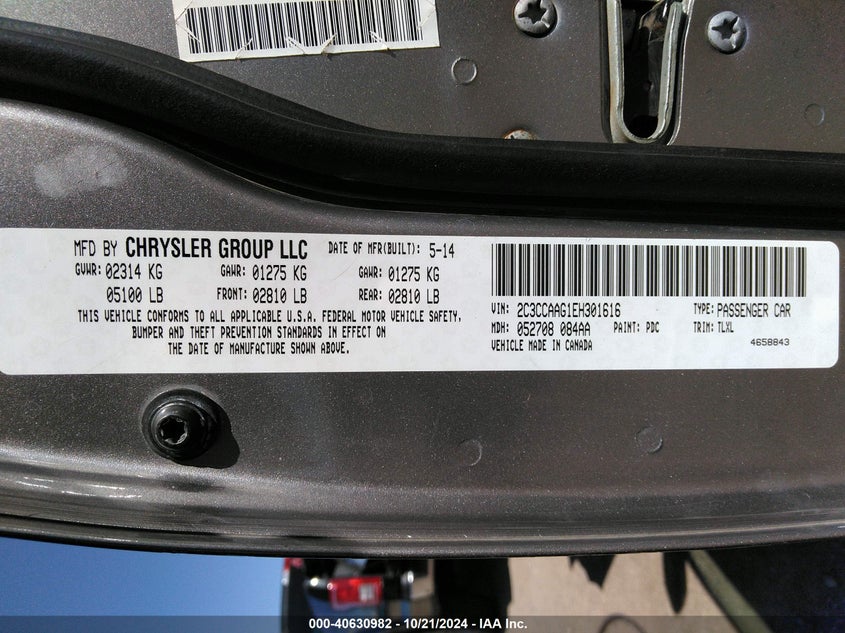 MFD BY CHRYSLER GROUP LLC DATE OF MFR(BUILT): 5-14
GVWR: 02314 KG GAWR: 01275 KG GAWR: 01275 KG
05100 LB FRONT: 02810 LB REAR: 02810 LB
THIS VEHICLE CONFORMS TO ALL APPLICABLE U.S.A. FEDERAL MOTOR VEHICLE SAFETY,
BUMPER AND THEFT PREVENTION STANDARDS IN EFFECT ON
THE DATE OF MANUFACTURE SHOWN ABOVE.
VIN: 2C3CCAAG1EH301616 TYPE: PASSENGER CAR
MDH: 052708 084AA PAINT: PDC TRIM: TLXL
VEHICLE MADE IN CANADA 4658843
000-40630982 - 10/21/2024 - IAA Inc.